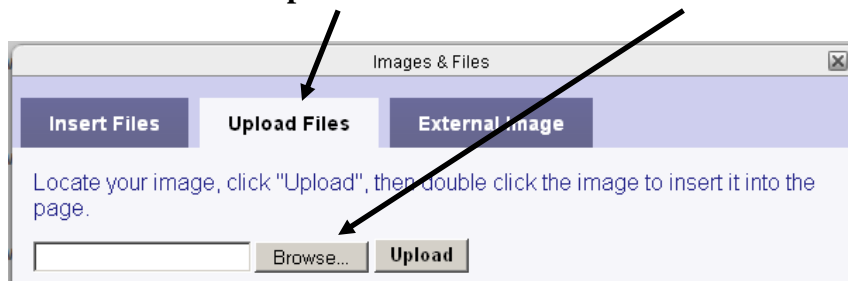 Images & Files
Insert Files Upload Files External Image
Locate your image, click "Upload", then double click the image to insert it into the
page.
Browse... Upload